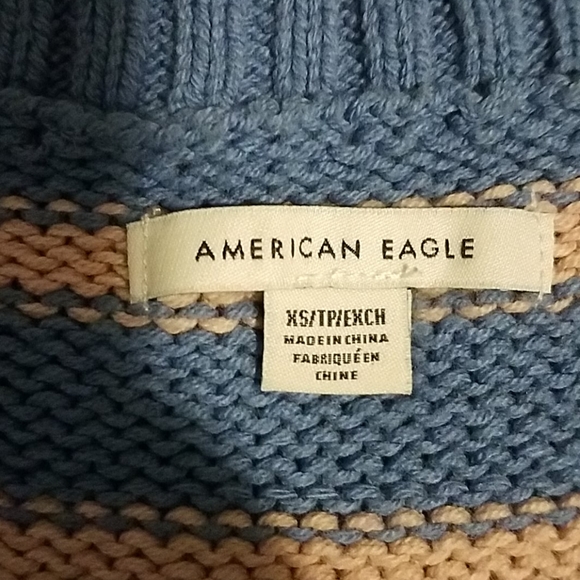 AMERICAN EAGLE
XS/TP/EXCH
MADE IN CHINA
FABRIQUÉ EN
CHINE